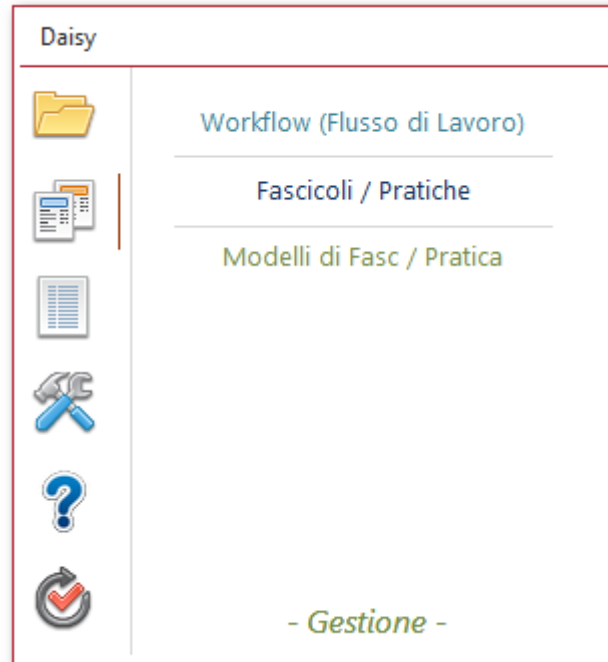 Daisy
Workflow (Flusso di Lavoro)
Fascicoli / Pratiche
Modelli di Fasc / Pratica
- Gestione -